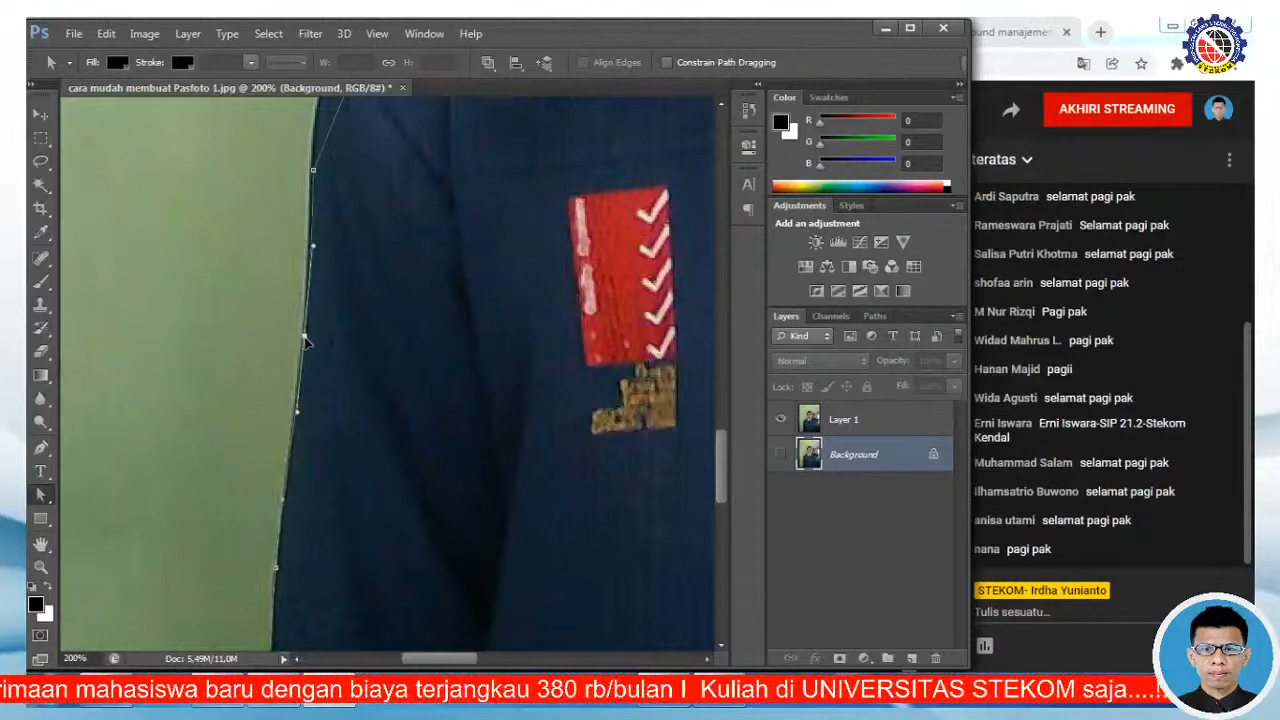 Ps File Edit Image Layer Type Select Filter 3D View Window Help
ound manajemen
Fill: Stroke: W: H: Align Edges Constrain Path Dragging
cara mudah membuat Pasfoto 1.jpg @ 200% (Background, RGB/8#) *
Color Swatches
R 0
G 0
B 0
Adjustments Styles
Add an adjustment
Layers Channels Paths
Kind
Normal Opacity:
Lock: Fill:
Layer 1
Background
200% Doc: 5,49M/11,0M
AKHIRI STREAMING
teratas
Ardi Saputra selamat pagi pak
Rameswara Prajati Selamat pagi pak
Salisa Putri Khotma selamat pagi pak
shofaa arin selamat pagi pak
M Nur Rizqi Pagi pak
Widad Mahrus L. pagi pak
Hanan Majid pagii
Wida Agusti selamat pagi pak
Erni Iswara Erni Iswara-SIP 21.2-Stekom
Kendal
Muhammad Salam selamat pagi pak
Ilhamsatrio Buwono selamat pagi pak
anisa utami selamat pagi pak
nana pagi pak
STEKOM- Irdha Yunianto
Tulis sesuatu...
STEKOM
rimaan mahasiswa baru dengan biaya terjangkau 380 rb/bulan I Kuliah di UNIVERSITAS STEKOM saja....!!